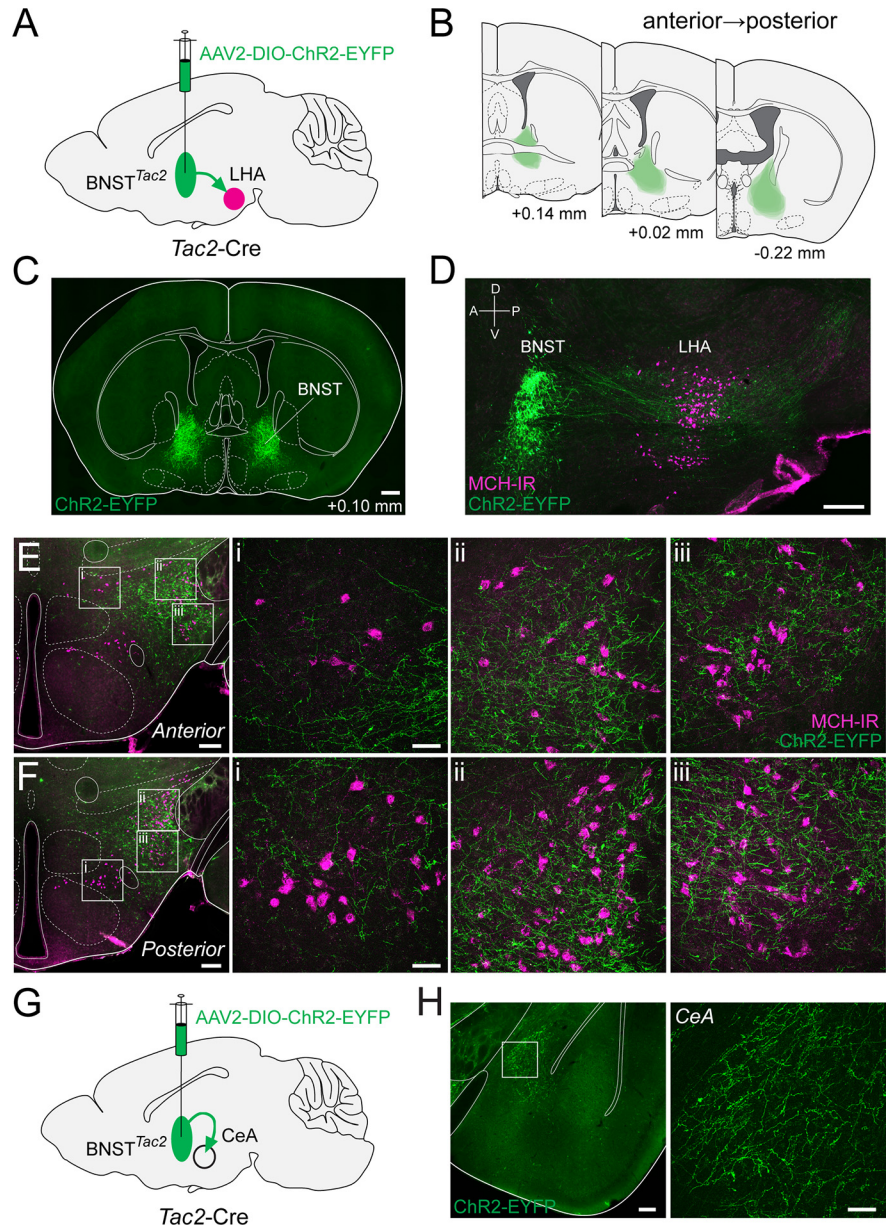 A
AAV2-DIO-ChR2-EYFP
BNST^Tac2
LHA
Tac2-Cre
B
anterior→posterior
+0.14 mm
+0.02 mm
-0.22 mm
C
BNST
ChR2-EYFP
+0.10 mm
D
D
A
P
V
BNST
LHA
MCH-IR
ChR2-EYFP
E
i
ii
iii
Anterior
i
ii
iii
MCH-IR
ChR2-EYFP
F
ii
iii
i
Posterior
i
ii
iii
G
AAV2-DIO-ChR2-EYFP
BNST^Tac2
CeA
Tac2-Cre
H
ChR2-EYFP
CeA